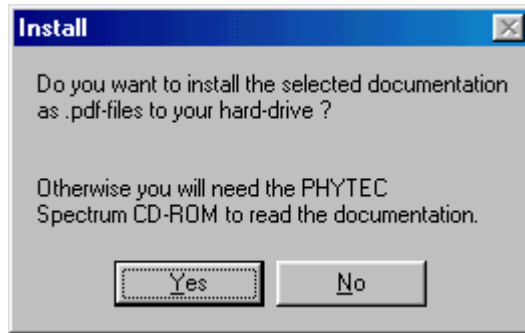 Install
Do you want to install the selected documentation
as .pdf-files to your hard-drive ?
Otherwise you will need the PHYTEC
Spectrum CD-ROM to read the documentation.
Yes
No